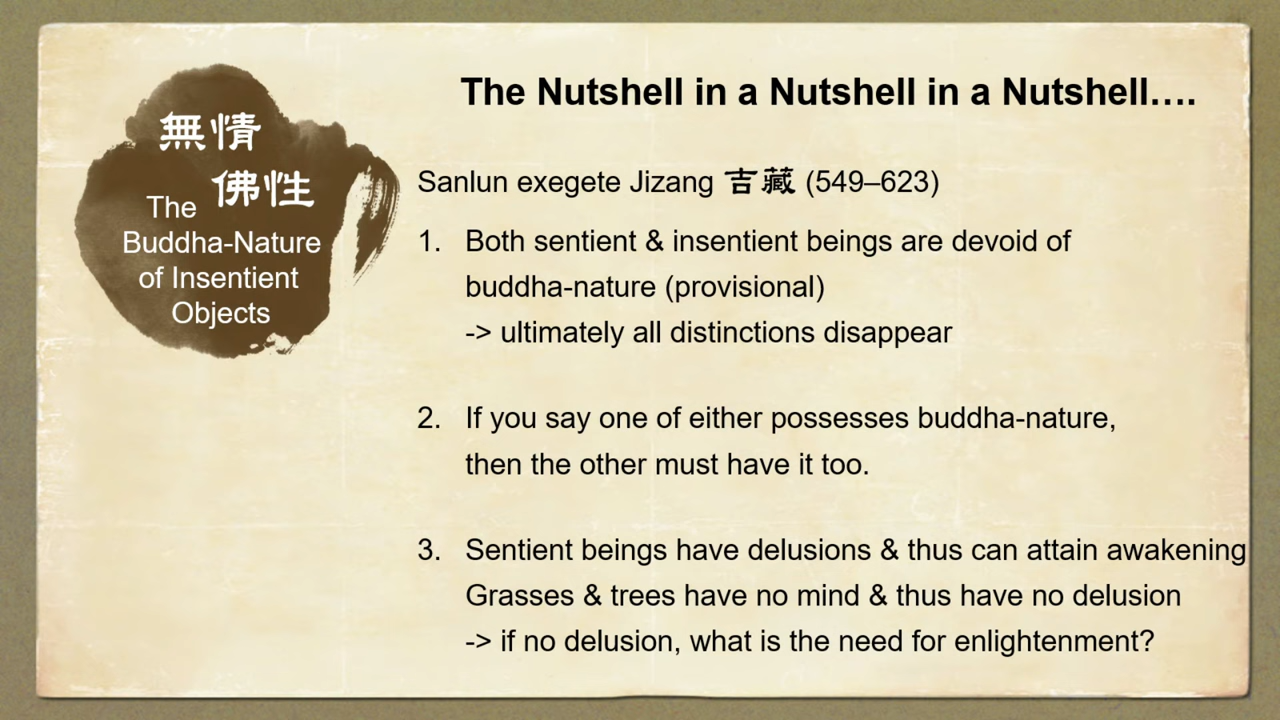 無情
佛性
The
Buddha-Nature
of Insentient
Objects
The Nutshell in a Nutshell in a Nutshell….
Sanlun exegete Jizang 吉藏 (549–623)
1. Both sentient & insentient beings are devoid of
buddha-nature (provisional)
-> ultimately all distinctions disappear
2. If you say one of either possesses buddha-nature,
then the other must have it too.
3. Sentient beings have delusions & thus can attain awakening
Grasses & trees have no mind & thus have no delusion
-> if no delusion, what is the need for enlightenment?